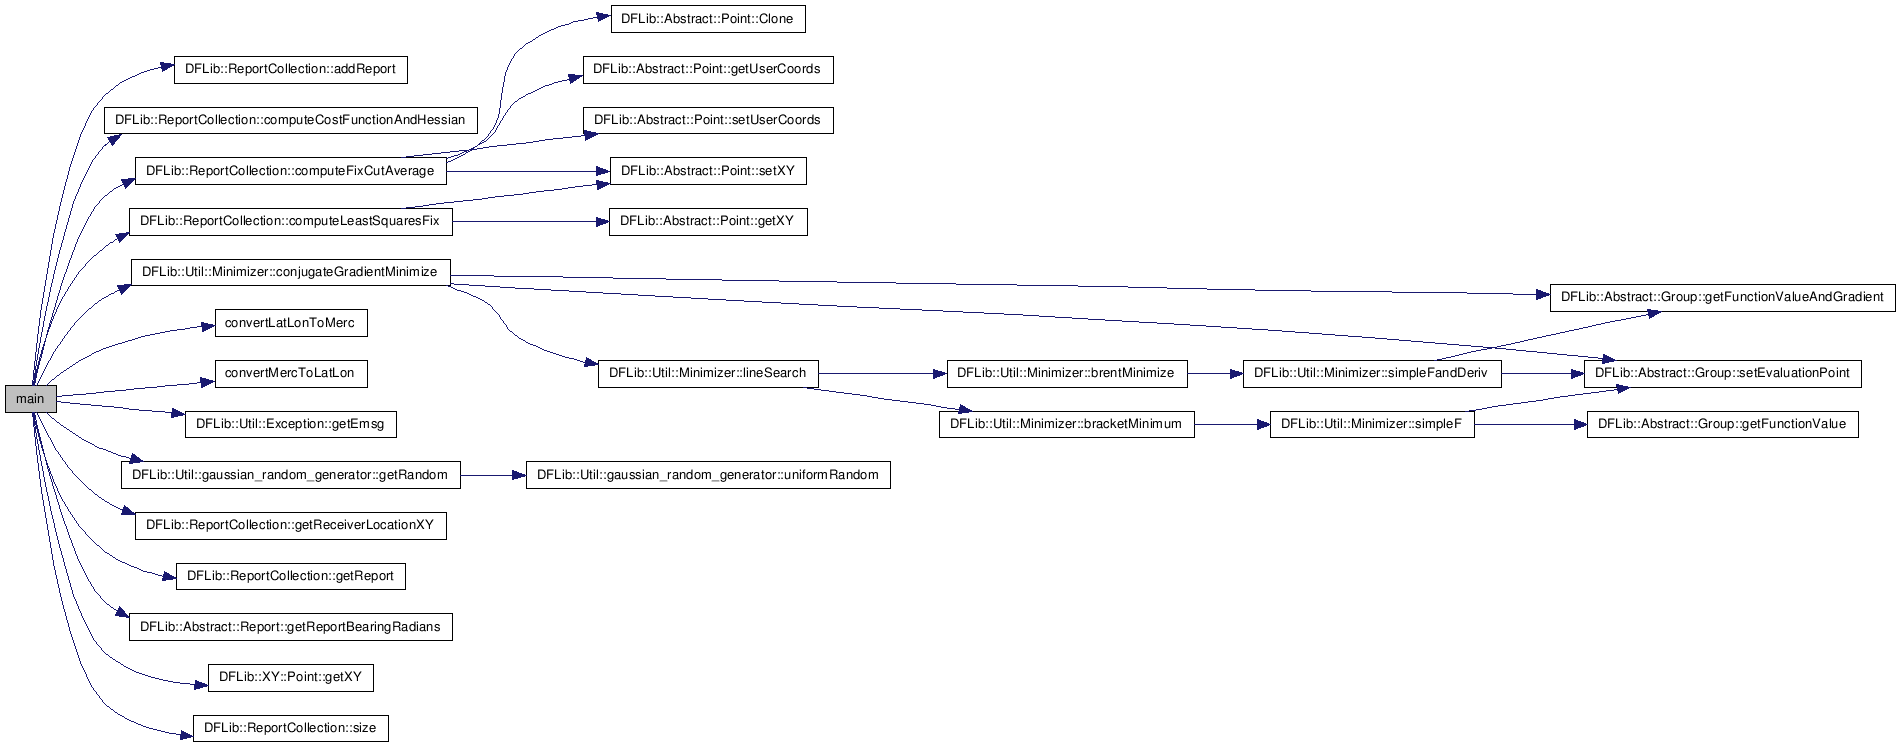 DFLib::Abstract::Point::Clone
DFLib::ReportCollection::addReport
DFLib::Abstract::Point::getUserCoords
DFLib::ReportCollection::computeCostFunctionAndHessian
DFLib::Abstract::Point::setUserCoords
DFLib::ReportCollection::computeFixCutAverage
DFLib::Abstract::Point::setXY
DFLib::ReportCollection::computeLeastSquaresFix
DFLib::Abstract::Point::getXY
DFLib::Util::Minimizer::conjugateGradientMinimize
DFLib::Abstract::Group::getFunctionValueAndGradient
convertLatLonToMerc
convertMercToLatLon
DFLib::Util::Minimizer::lineSearch
DFLib::Util::Minimizer::brentMinimize
DFLib::Util::Minimizer::simpleFandDeriv
DFLib::Abstract::Group::setEvaluationPoint
main
DFLib::Util::Exception::getEmsg
DFLib::Util::Minimizer::bracketMinimum
DFLib::Util::Minimizer::simpleF
DFLib::Abstract::Group::getFunctionValue
DFLib::Util::gaussian_random_generator::getRandom
DFLib::Util::gaussian_random_generator::uniformRandom
DFLib::ReportCollection::getReceiverLocationXY
DFLib::ReportCollection::getReport
DFLib::Abstract::Report::getReportBearingRadians
DFLib::XY::Point::getXY
DFLib::ReportCollection::size